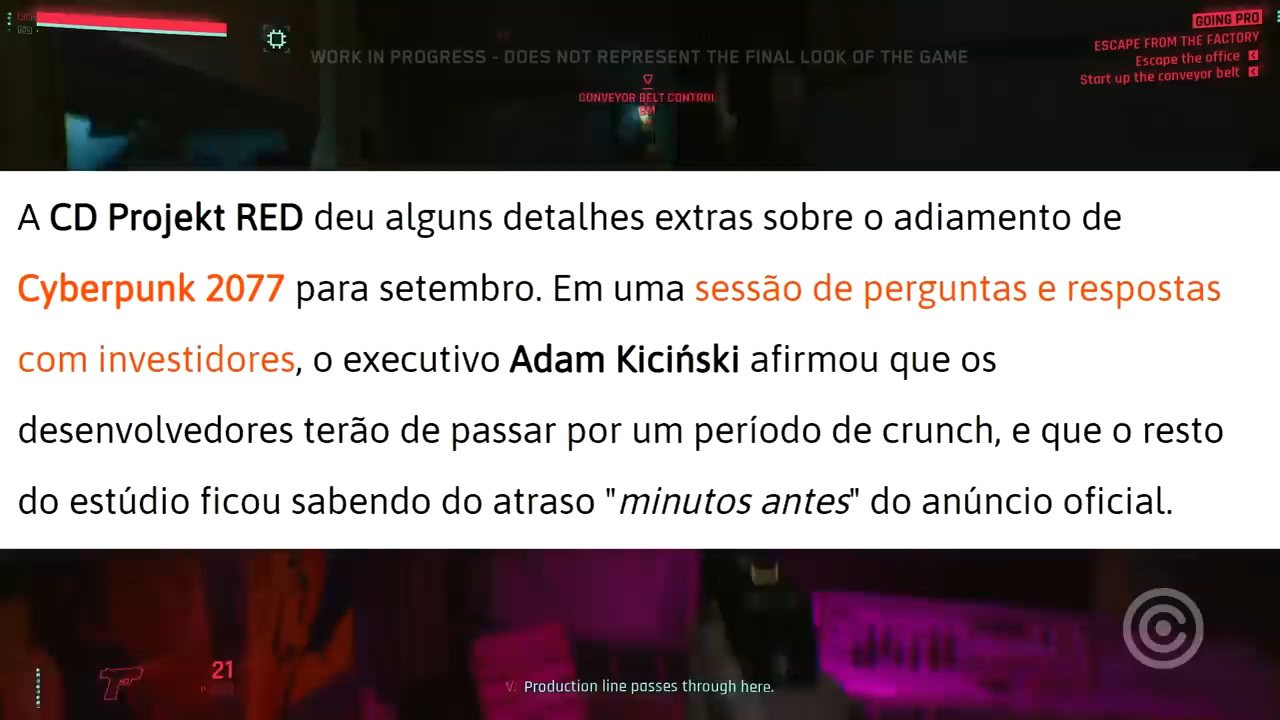 GOING PRO
WORK IN PROGRESS - DOES NOT REPRESENT THE FINAL LOOK OF THE GAME
ESCAPE FROM THE FACTORY
Escape the office
Start up the conveyor belt
CONVEYOR BELT CONTROL
A CD Projekt RED deu alguns detalhes extras sobre o adiamento de
Cyberpunk 2077 para setembro. Em uma sessão de perguntas e respostas
com investidores, o executivo Adam Kiciński afirmou que os
desenvolvedores terão de passar por um período de crunch, e que o resto
do estúdio ficou sabendo do atraso "minutos antes" do anúncio oficial.
21
V: Production line passes through here.